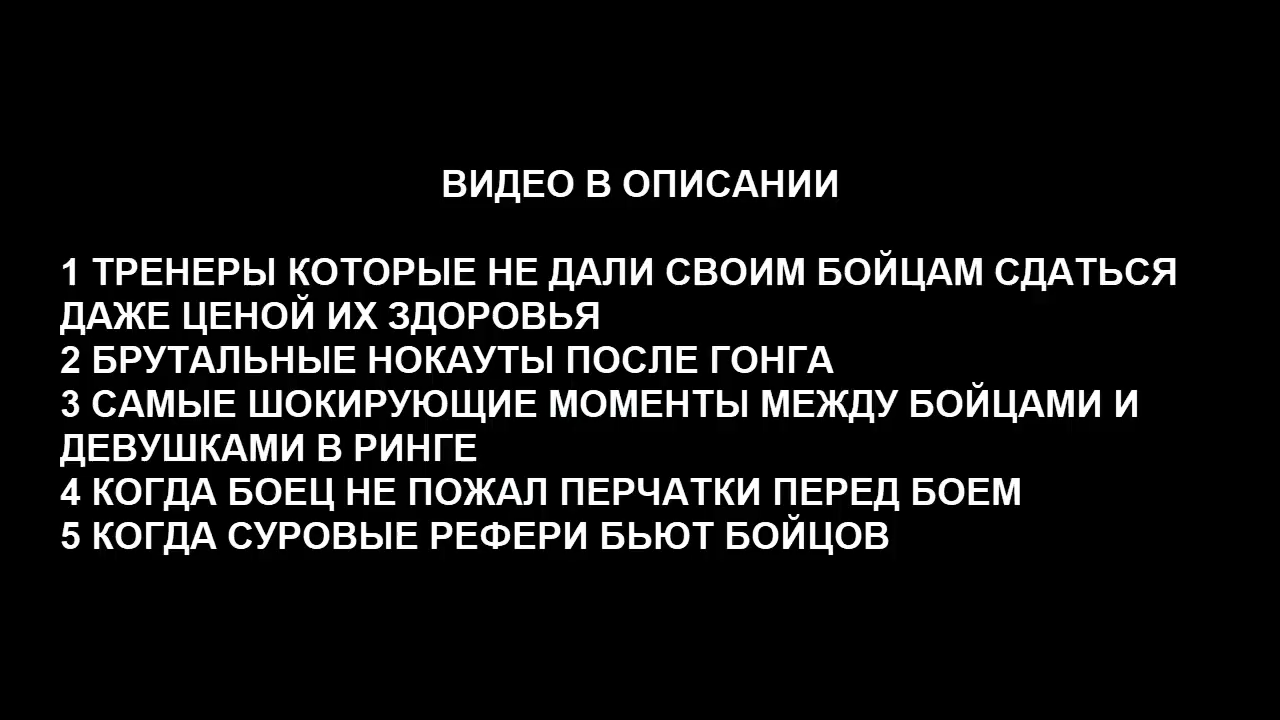 ВИДЕО В ОПИСАНИИ
1 ТРЕНЕРЫ КОТОРЫЕ НЕ ДАЛИ СВОИМ БОЙЦАМ СДАТЬСЯ
ДАЖЕ ЦЕНОЙ ИХ ЗДОРОВЬЯ
2 БРУТАЛЬНЫЕ НОКАУТЫ ПОСЛЕ ГОНГА
3 САМЫЕ ШОКИРУЮЩИЕ МОМЕНТЫ МЕЖДУ БОЙЦАМИ И
ДЕВУШКАМИ В РИНГЕ
4 КОГДА БОЕЦ НЕ ПОЖАЛ ПЕРЧАТКИ ПЕРЕД БОЕМ
5 КОГДА СУРОВЫЕ РЕФЕРИ БЬЮТ БОЙЦОВ